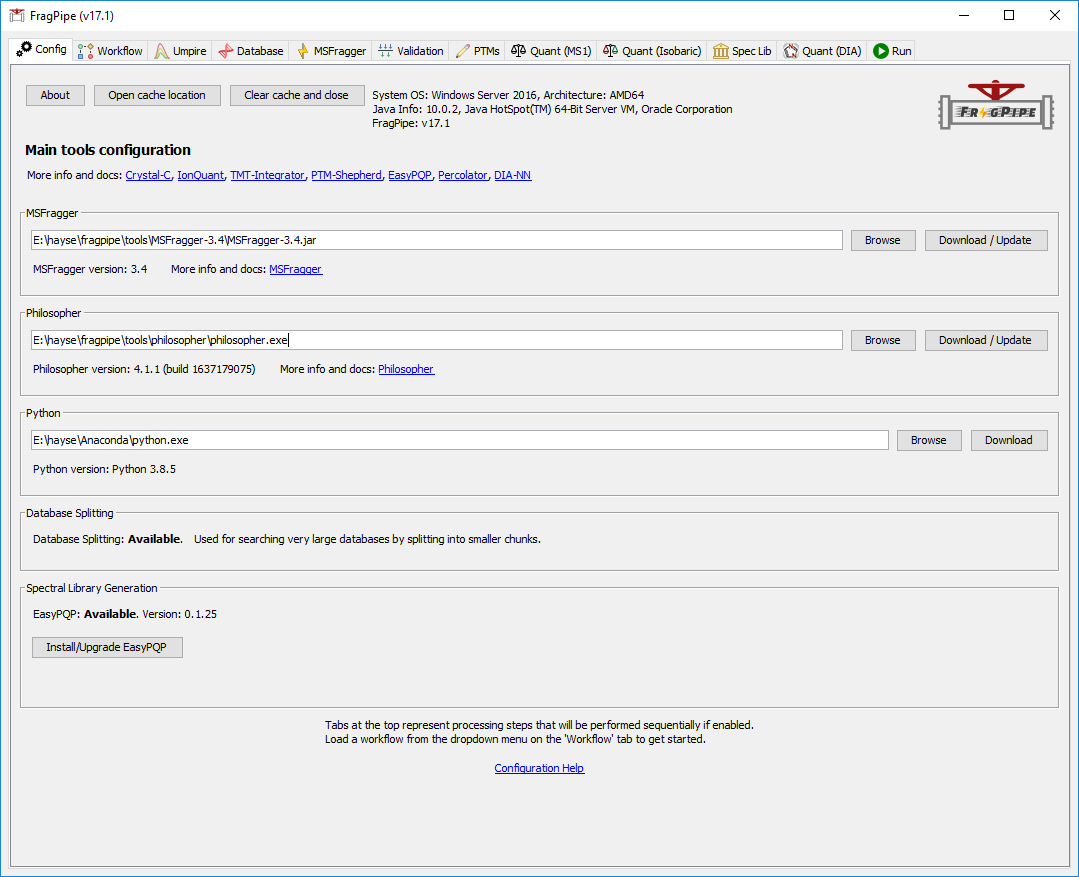 FragPipe (v17.1)
Config Workflow Umpire Database MSFragger Validation PTMs Quant (MS1) Quant (Isobaric) Spec Lib Quant (DIA) Run
About Open cache location Clear cache and close
System OS: Windows Server 2016, Architecture: AMD64
Java Info: 10.0.2, Java HotSpot(TM) 64-Bit Server VM, Oracle Corporation
FragPipe: v17.1
FRAGPIPE
Main tools configuration
More info and docs: Crystal-C, IonQuant, TMT-Integrator, PTM-Shepherd, EasyPQP, Percolator, DIA-NN
MSFragger
E:\hayse\fragpipe\tools\MSFragger-3.4\MSFragger-3.4.jar Browse Download / Update
MSFragger version: 3.4 More info and docs: MSFragger
Philosopher
E:\hayse\fragpipe\tools\philosopher\philosopher.exe Browse Download / Update
Philosopher version: 4.1.1 (build 1637179075) More info and docs: Philosopher
Python
E:\hayse\Anaconda\python.exe Browse Download
Python version: Python 3.8.5
Database Splitting
Database Splitting: Available. Used for searching very large databases by splitting into smaller chunks.
Spectral Library Generation
EasyPQP: Available. Version: 0.1.25
Install/Upgrade EasyPQP
Tabs at the top represent processing steps that will be performed sequentially if enabled.
Load a workflow from the dropdown menu on the 'Workflow' tab to get started.
Configuration Help